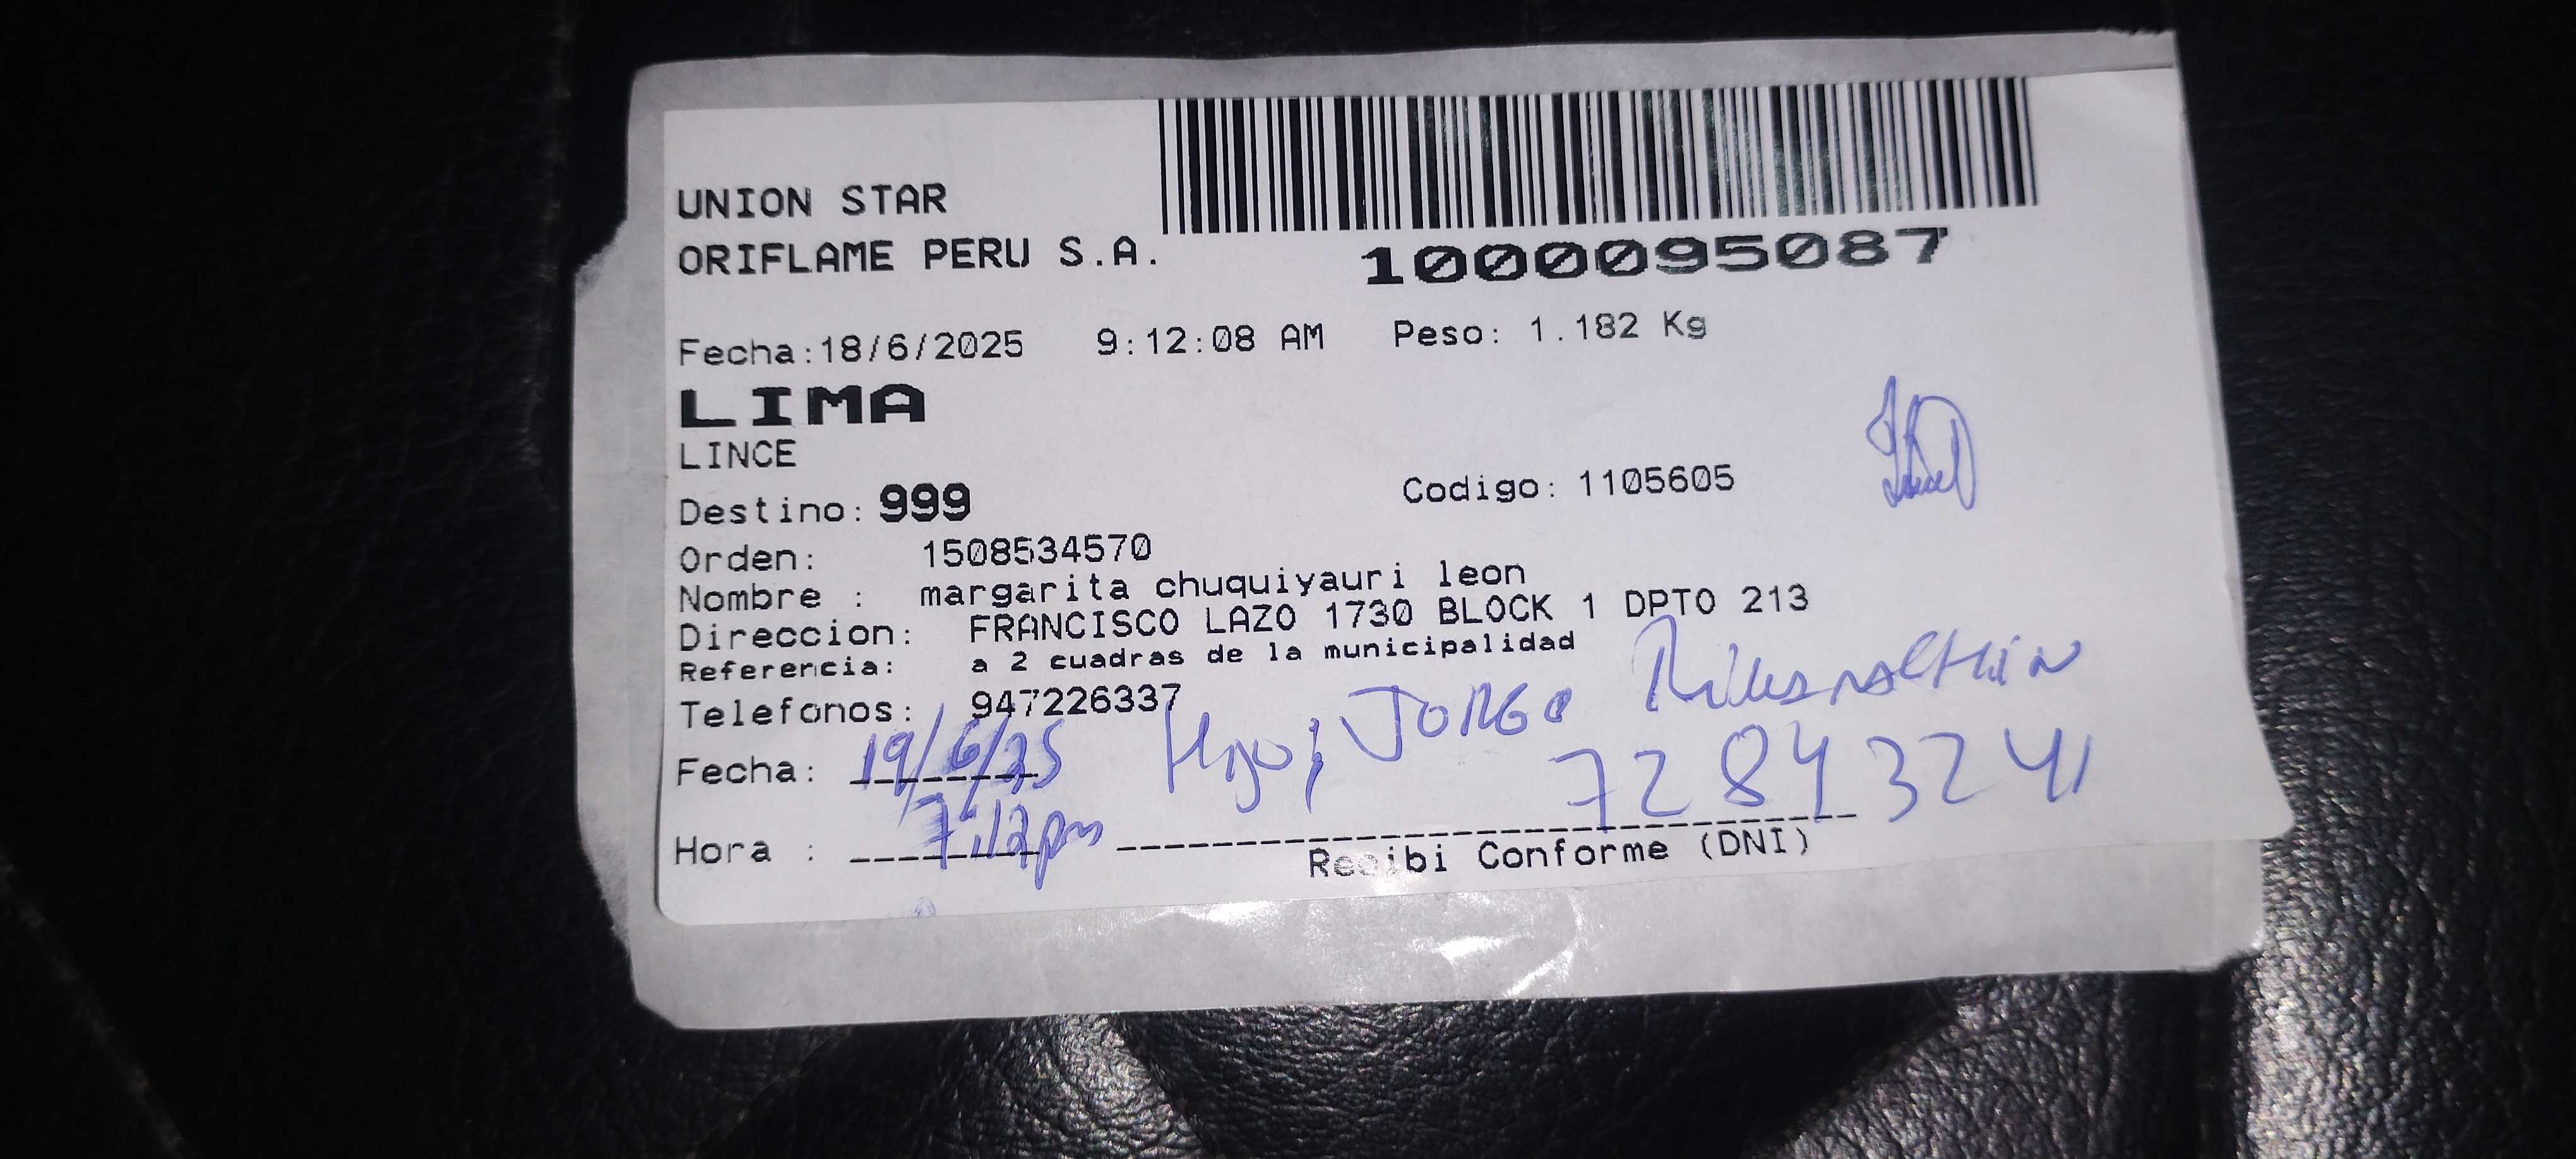 UNION STAR
ORIFLAME PERU S.A.
1000095087
Fecha:18/6/2025 9:12:08 AM Peso: 1.182 Kg
LIMA
LINCE
Destino: 999 Codigo: 1105605
Orden: 1508534570
Nombre : margarita chuquiyauri leon
Direccion: FRANCISCO LAZO 1730 BLOCK 1 DPTO 213
Referencia: a 2 cuadras de la municipalidad
Telefonos: 947226337
Fecha: 19/6/25 Hijo; JORGE
72843241
Hora : 7:12pm
Recibi Conforme (DNI)